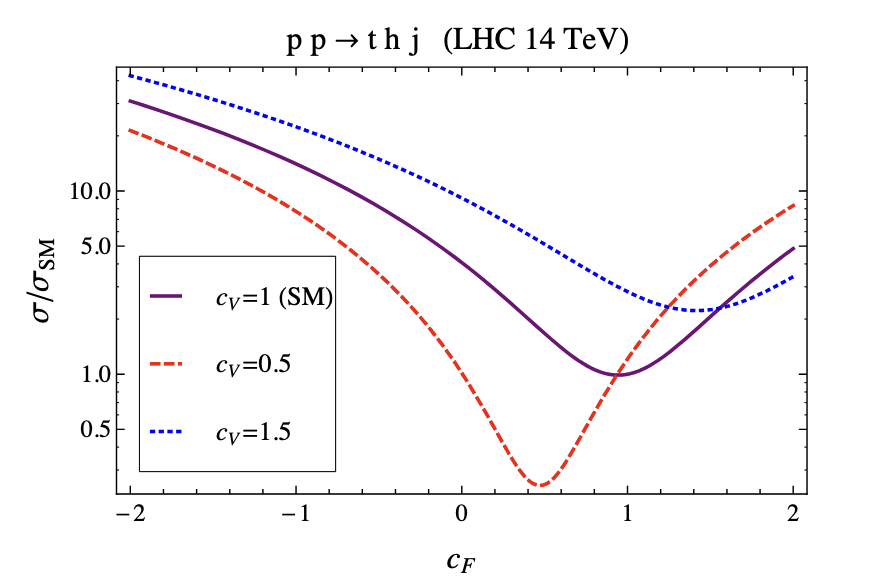 p p → t h j (LHC 14 TeV)
σ/σSM
10.0
5.0
1.0
0.5
cV=1 (SM)
cV=0.5
cV=1.5
−2 −1 0 1 2
cF